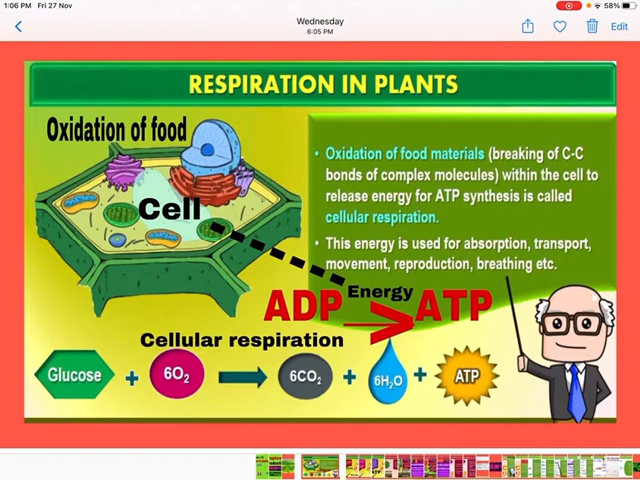 1:06 PM Fri 27 Nov
58%
Wednesday
6:05 PM
Edit
RESPIRATION IN PLANTS
Oxidation of food
• Oxidation of food materials (breaking of C-C
bonds of complex molecules) within the cell to
release energy for ATP synthesis is called
cellular respiration.
• This energy is used for absorption, transport,
movement, reproduction, breathing etc.
Cell
Energy
ADP > ATP
Cellular respiration
Glucose + 6O₂ → 6CO₂ + 6H₂O + ATP